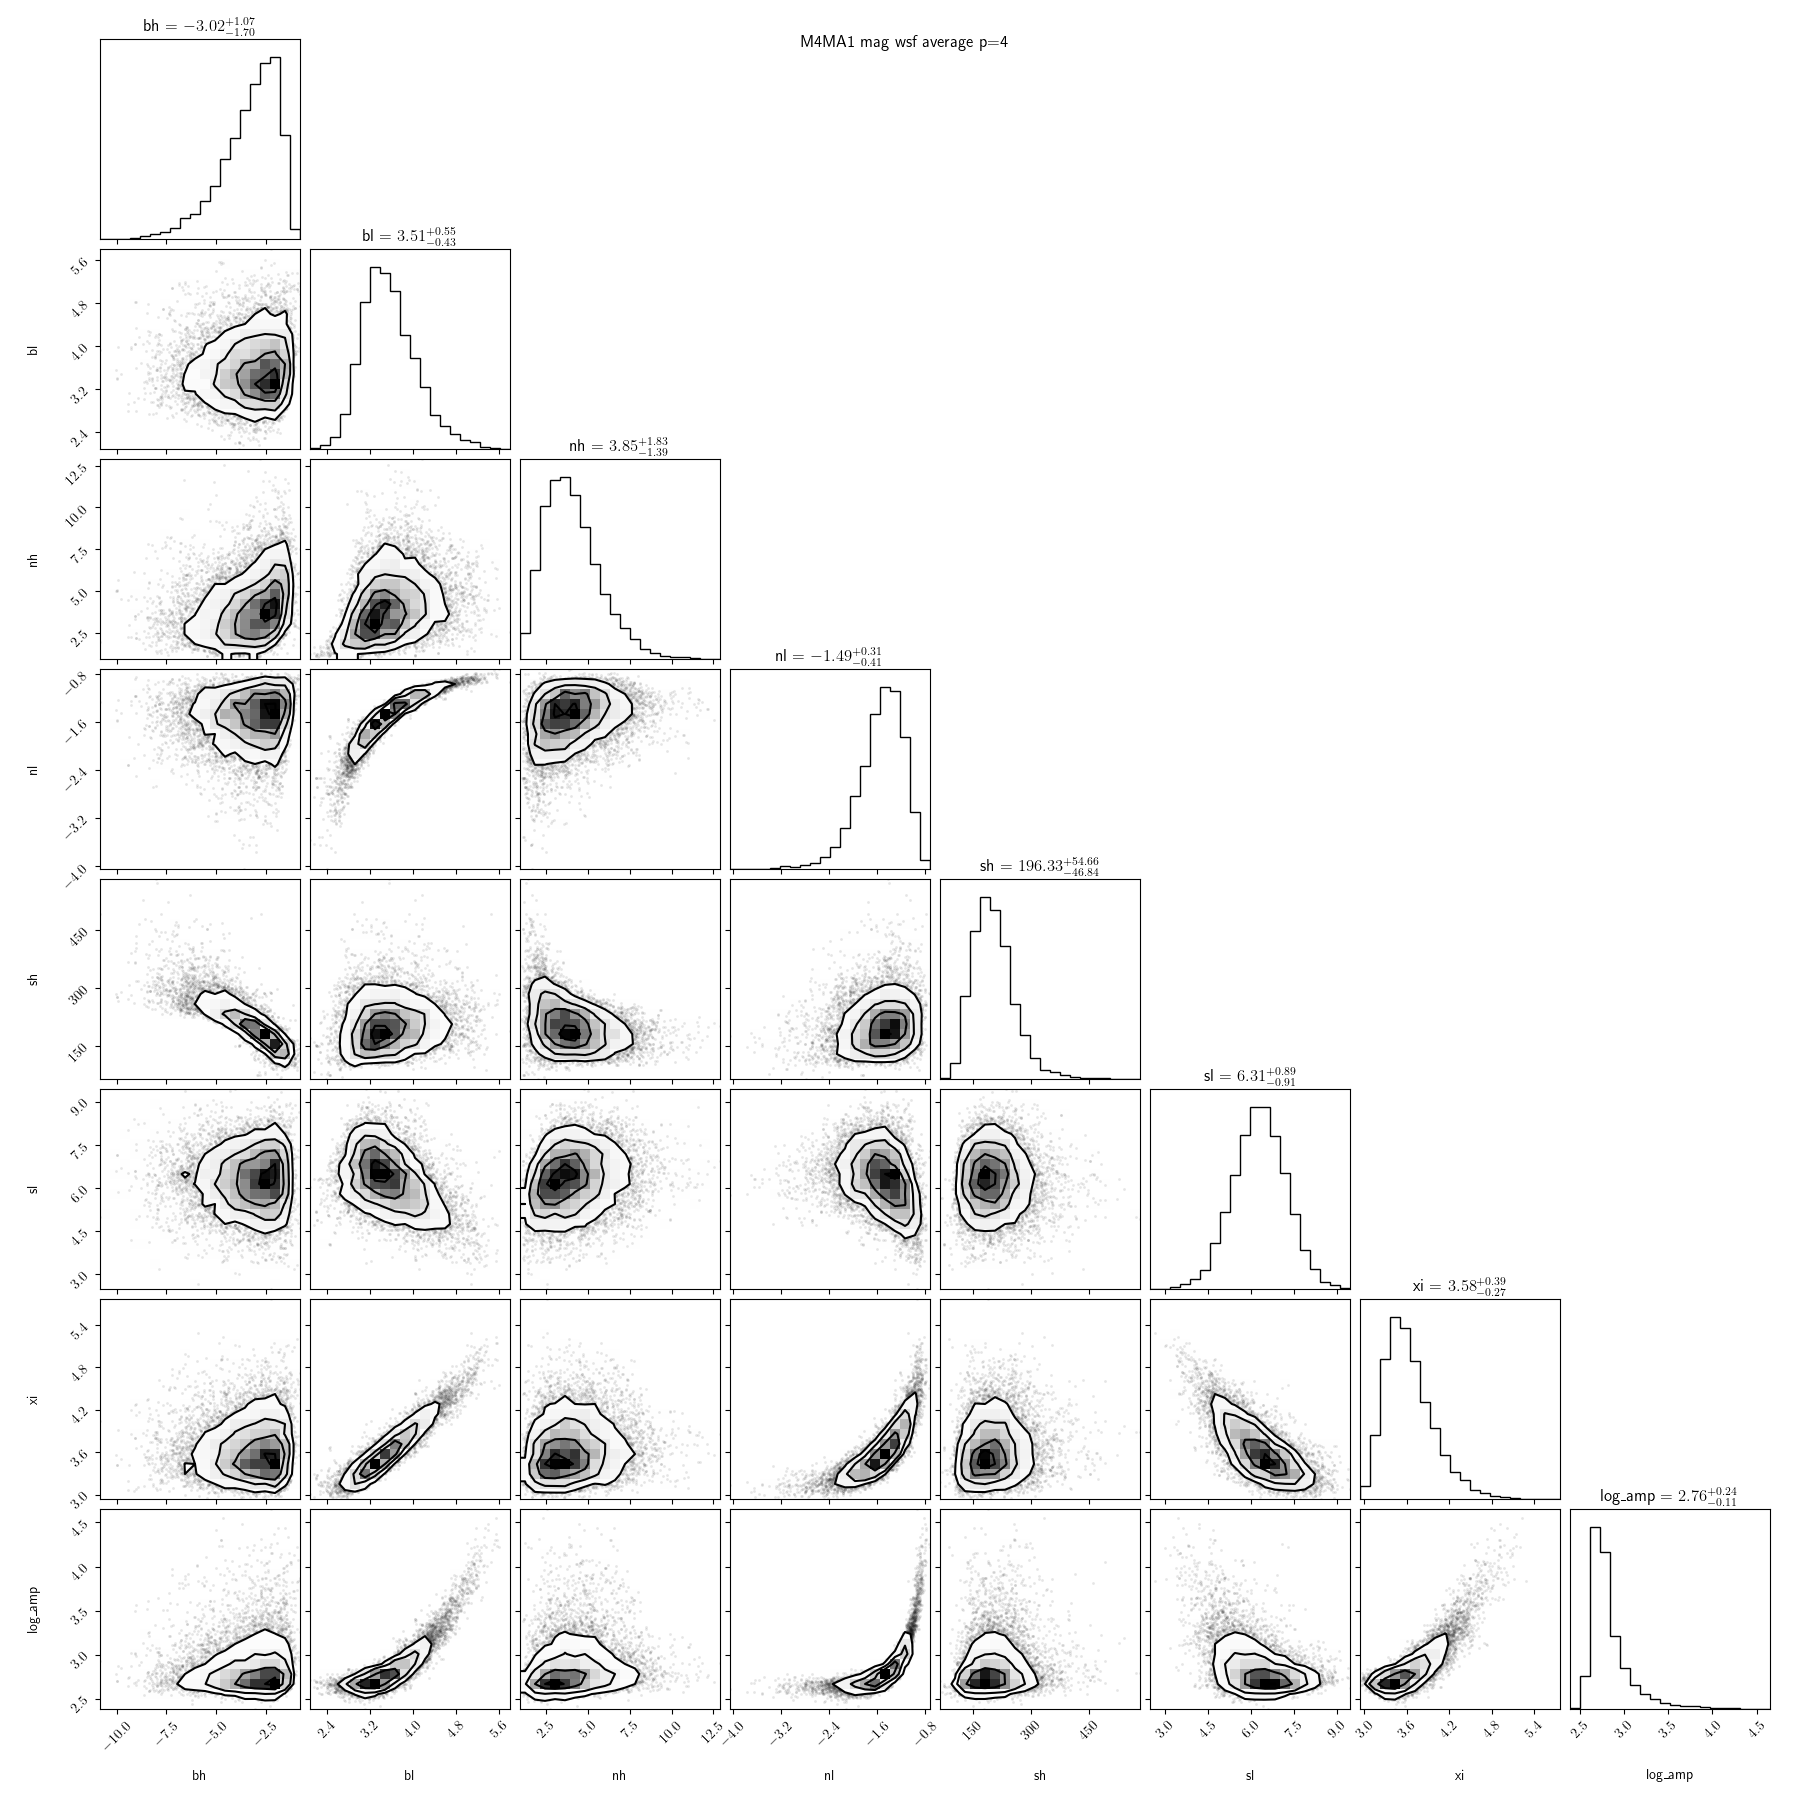 M4MA1 mag wsf average p=4
bh = −3.02+1.07−1.70
bl = 3.51+0.55−0.43
5.6
4.8
4.0
3.2
2.4
bl
nh = 3.85+1.83−1.39
12.5
10.0
7.5
5.0
2.5
nh
nl = −1.49+0.31−0.41
−0.8
−1.6
−2.4
−3.2
−4.0
nl
sh = 196.33+54.66−46.84
450
300
150
sh
sl = 6.31+0.89−0.91
9.0
7.5
6.0
4.5
3.0
sl
xi = 3.58+0.39−0.27
5.4
4.8
4.2
3.6
3.0
xi
log_amp = 2.76+0.24−0.11
4.5
4.0
3.5
3.0
2.5
log_amp
−10.0 −7.5 −5.0 −2.5 2.4 3.2 4.0 4.8 5.6 2.5 5.0 7.5 10.0 12.5 −4.0 −3.2 −2.4 −1.6 −0.8 150 300 450 3.0 4.5 6.0 7.5 9.0 3.0 3.6 4.2 4.8 5.4 2.5 3.0 3.5 4.0 4.5
bh bl nh nl sh sl xi log_amp